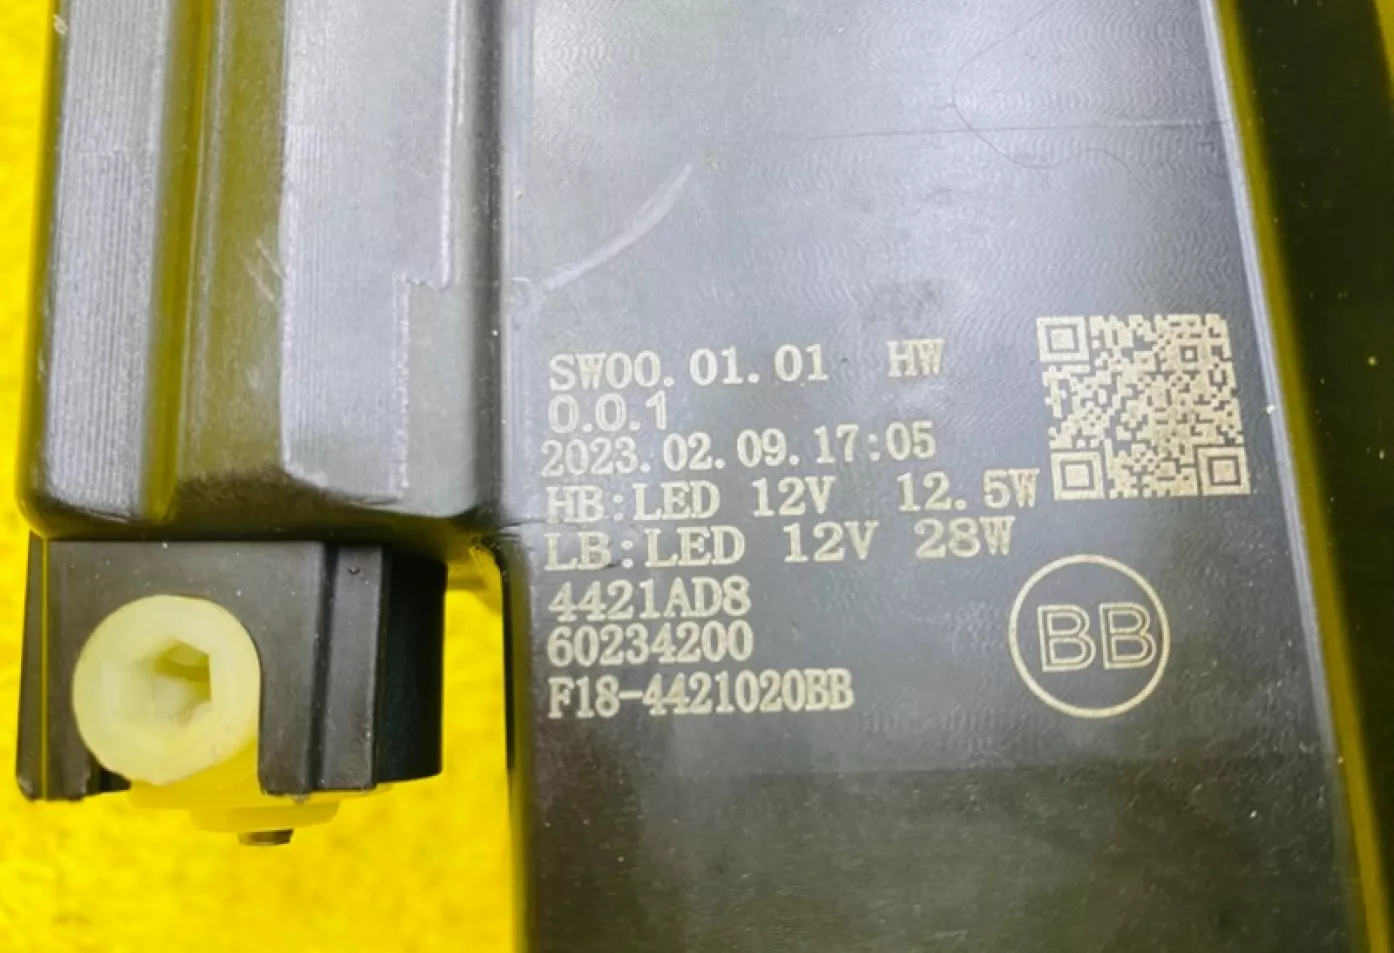 SW00.01.01 HW
0.0.1
2023.02.09.17:05
HB:LED 12V 12.5W
LB:LED 12V 28W
4421AD8
60234200
F18-4421020BB
BB